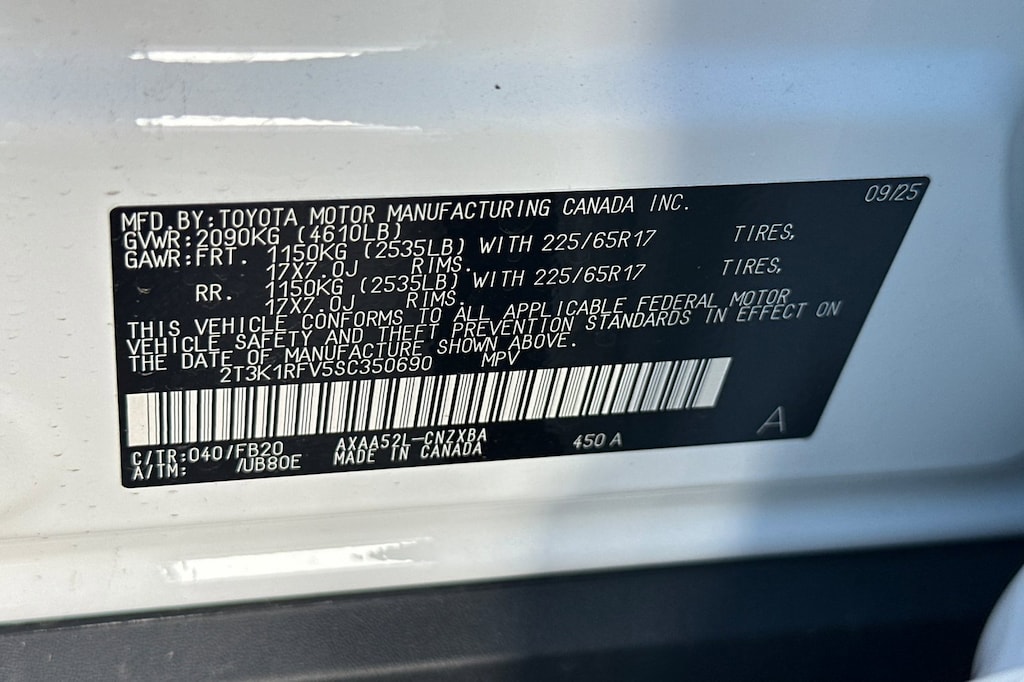 MFD.BY:TOYOTA MOTOR MANUFACTURING CANADA INC. 09/25
GVWR:2090KG (4610LB)
GAWR:FRT. 1150KG (2535LB) WITH 225/65R17 TIRES,
17X7.0J RIMS.
RR. 1150KG (2535LB) WITH 225/65R17 TIRES,
17X7.0J RIMS.
THIS VEHICLE CONFORMS TO ALL APPLICABLE FEDERAL MOTOR
VEHICLE SAFETY AND THEFT PREVENTION STANDARDS IN EFFECT ON
THE DATE OF MANUFACTURE SHOWN ABOVE.
2T3K1RFV5SC350690 MPV
C/TR:040/FB20 AXAA52L-CNZXBA 450A A
A/TM: /UB80E MADE IN CANADA